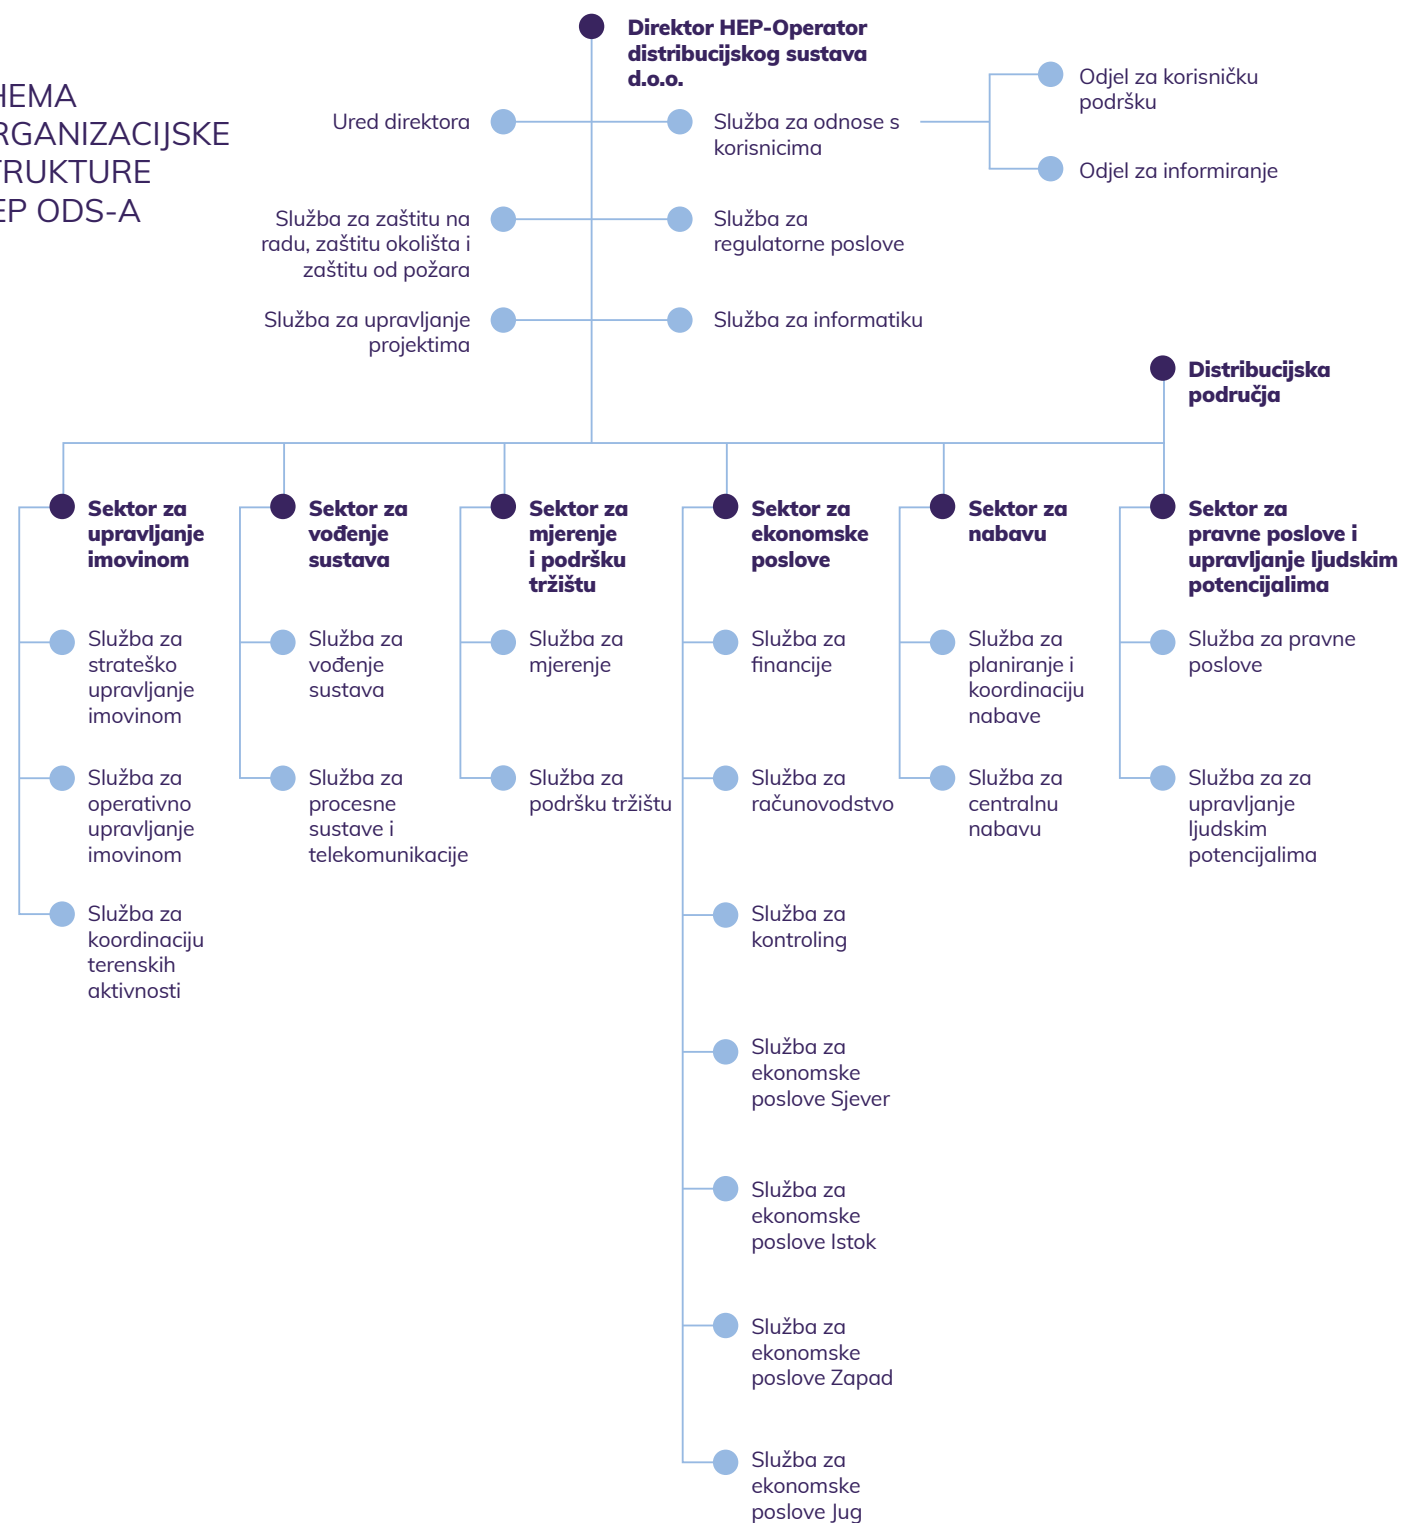 HEMA
RGANIZACIJSKE
TRUKTURE
EP ODS-A
Direktor HEP-Operator
distribucijskog sustava
d.o.o.
Ured direktora
Služba za odnose s
korisnicima
Odjel za korisničku
podršku
Odjel za informiranje
Služba za zaštitu na
radu, zaštitu okolišta i
zaštitu od požara
Služba za
regulatorne poslove
Služba za upravljanje
projektima
Služba za informatiku
Distribucijska
područja
Sektor za
upravljanje
imovinom
Služba za
strateško
upravljanje
imovinom
Služba za
operativno
upravljanje
imovinom
Služba za
koordinaciju
terenskih
aktivnosti
Sektor za
vođenje
sustava
Služba za
vođenje
sustava
Služba za
procesne
sustave i
telekomunikacije
Sektor za
mjerenje
i podršku
tržištu
Služba za
mjerenje
Služba za
podršku tržištu
Sektor za
ekonomske
poslove
Služba za
financije
Služba za
računovodstvo
Služba za
kontroling
Služba za
ekonomske
poslove Sjever
Služba za
ekonomske
poslove Istok
Služba za
ekonomske
poslove Zapad
Služba za
ekonomske
poslove Jug
Sektor za
nabavu
Služba za
planiranje i
koordinaciju
nabave
Služba za
centralnu
nabavu
Sektor za
pravne poslove i
upravljanje ljudskim
potencijalima
Služba za pravne
poslove
Služba za za
upravljanje
ljudskim
potencijalima